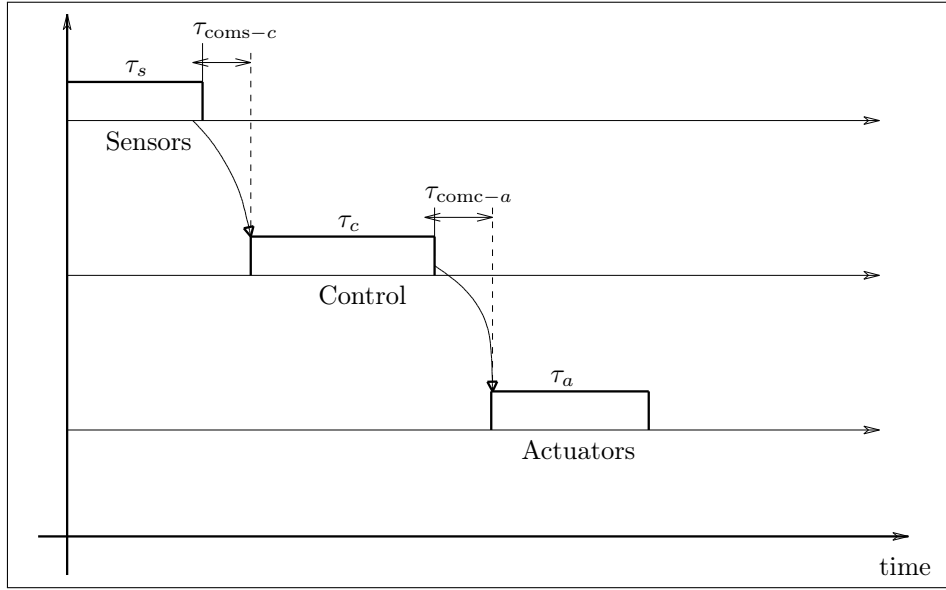 τ_coms−c
τ_s
Sensors
τ_comc−a
τ_c
Control
τ_a
Actuators
time